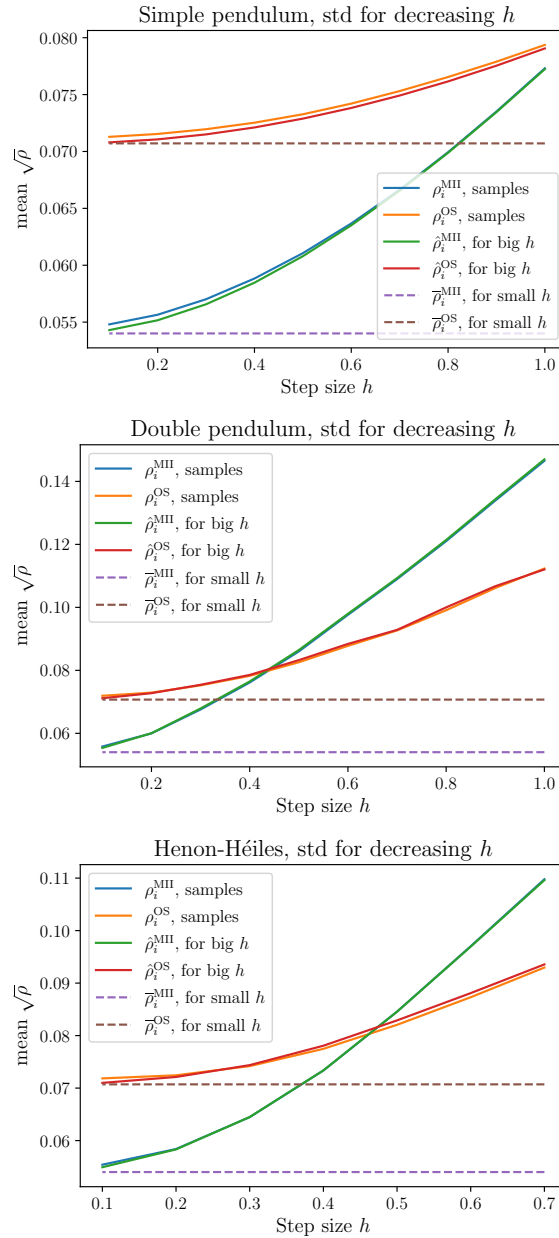 Simple pendulum, std for decreasing h
0.080
0.075
0.070
0.065
0.060
0.055
mean √ρ
ρ_i^MII, samples
ρ_i^OS, samples
ρ̂_i^MII, for big h
ρ̂_i^OS, for big h
ρ̅_i^MII, for small h
ρ̅_i^OS, for small h
0.2 0.4 0.6 0.8 1.0
Step size h
Double pendulum, std for decreasing h
0.14
0.12
0.10
0.08
0.06
mean √ρ
ρ_i^MII, samples
ρ_i^OS, samples
ρ̂_i^MII, for big h
ρ̂_i^OS, for big h
ρ̅_i^MII, for small h
ρ̅_i^OS, for small h
0.2 0.4 0.6 0.8 1.0
Step size h
Henon-Héiles, std for decreasing h
0.11
0.10
0.09
0.08
0.07
0.06
mean √ρ
ρ_i^MII, samples
ρ_i^OS, samples
ρ̂_i^MII, for big h
ρ̂_i^OS, for big h
ρ̅_i^MII, for small h
ρ̅_i^OS, for small h
0.1 0.2 0.3 0.4 0.5 0.6 0.7
Step size h